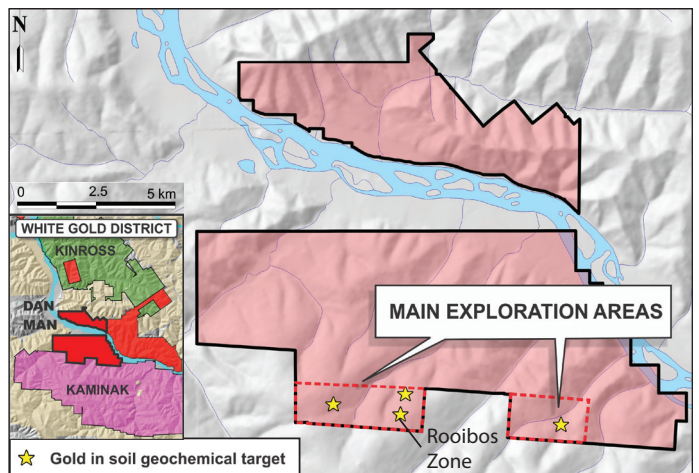 N
0 2.5 5 km
WHITE GOLD DISTRICT
KINROSS
DAN
MAN
KAMINAK
MAIN EXPLORATION AREAS
Rooibos
Zone
Gold in soil geochemical target